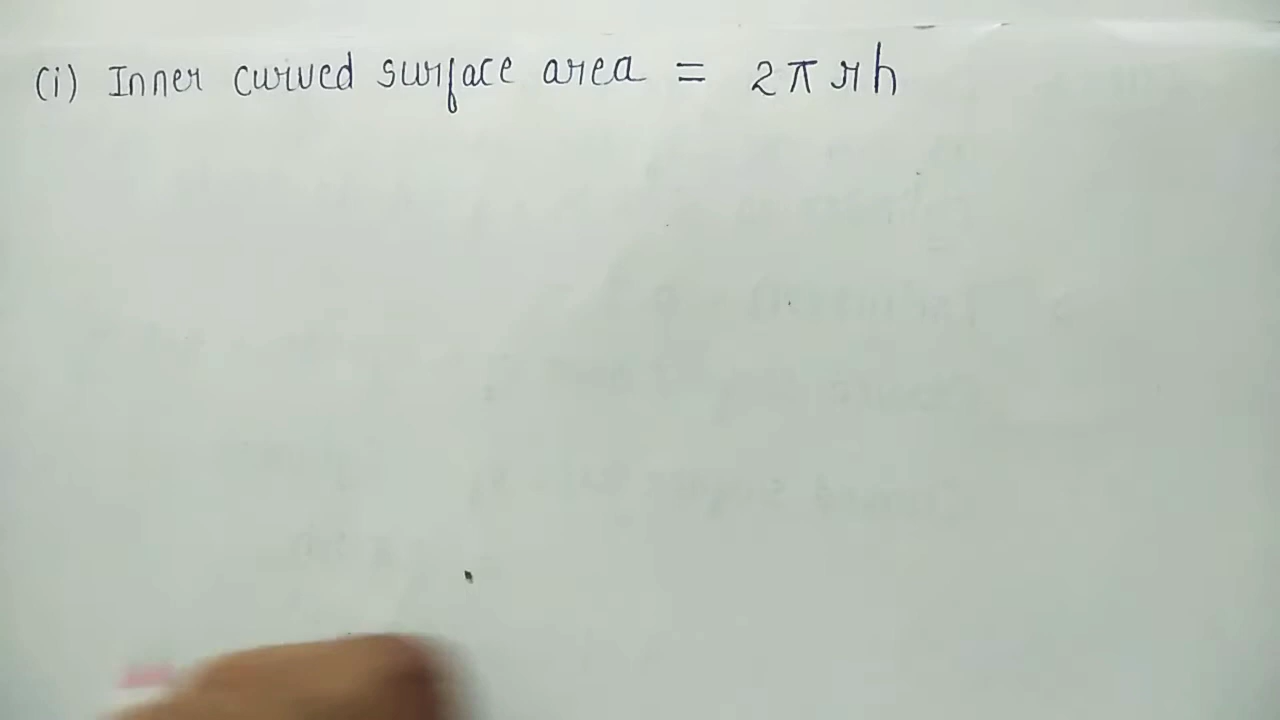 (i) Inner curved surface area = 2πrh